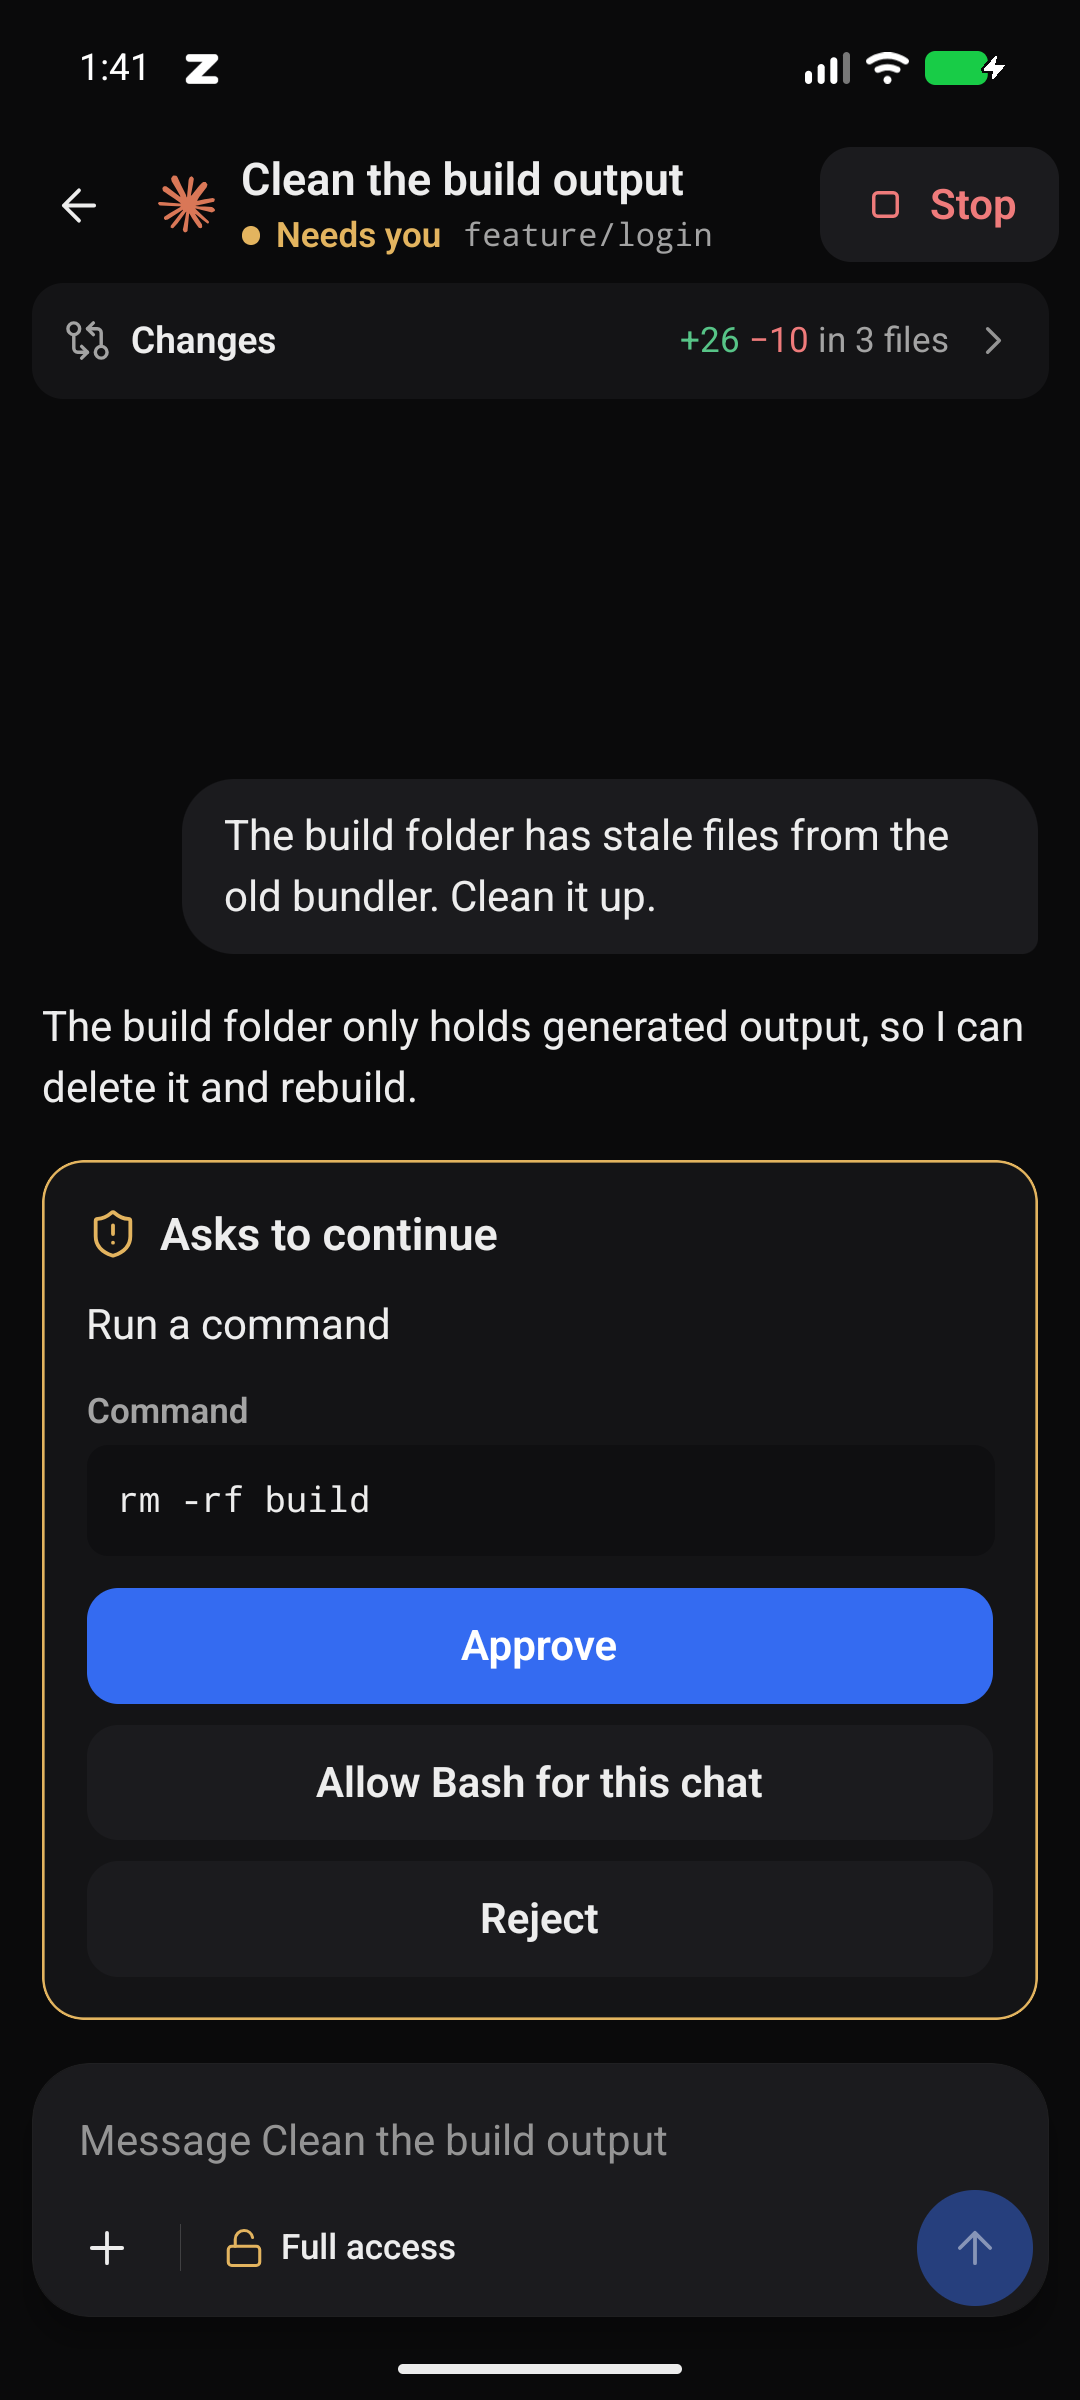 1:41
Clean the build output
Needs you feature/login
Stop
Changes
+26 −10 in 3 files
The build folder has stale files from the
old bundler. Clean it up.
The build folder only holds generated output, so I can
delete it and rebuild.
Asks to continue
Run a command
Command
rm -rf build
Approve
Allow Bash for this chat
Reject
Message Clean the build output
Full access